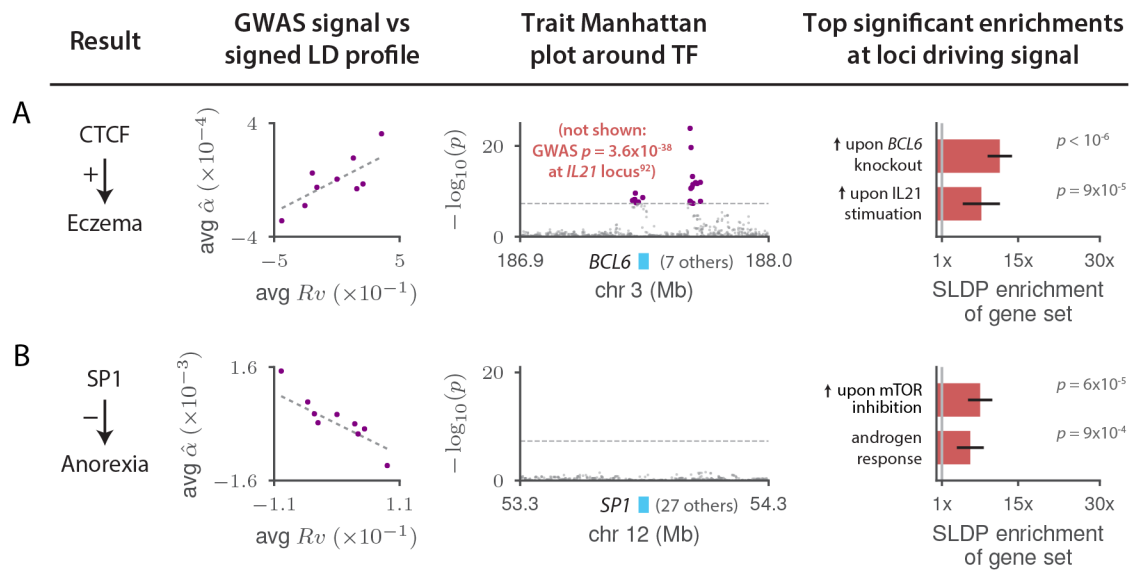 Result
GWAS signal vs
signed LD profile
Trait Manhattan
plot around TF
Top significant enrichments
at loci driving signal
A
CTCF
+
Eczema
avg α̂ (×10⁻⁴)
4
−4
−5
5
avg Rv (×10⁻¹)
−log₁₀(p)
20
0
(not shown:
GWAS p = 3.6x10⁻³⁸
at IL21 locus⁹²)
186.9
BCL6
(7 others)
188.0
chr 3 (Mb)
↑ upon BCL6
knockout
p < 10⁻⁶
↑ upon IL21
stimuation
p = 9x10⁻⁵
1x
15x
30x
SLDP enrichment
of gene set
B
SP1
−
Anorexia
avg α̂ (×10⁻³)
1.6
−1.6
−1.1
1.1
avg Rv (×10⁻¹)
−log₁₀(p)
20
0
53.3
SP1
(27 others)
54.3
chr 12 (Mb)
↑ upon mTOR
inhibition
p = 6x10⁻⁵
androgen
response
p = 9x10⁻⁴
1x
15x
30x
SLDP enrichment
of gene set